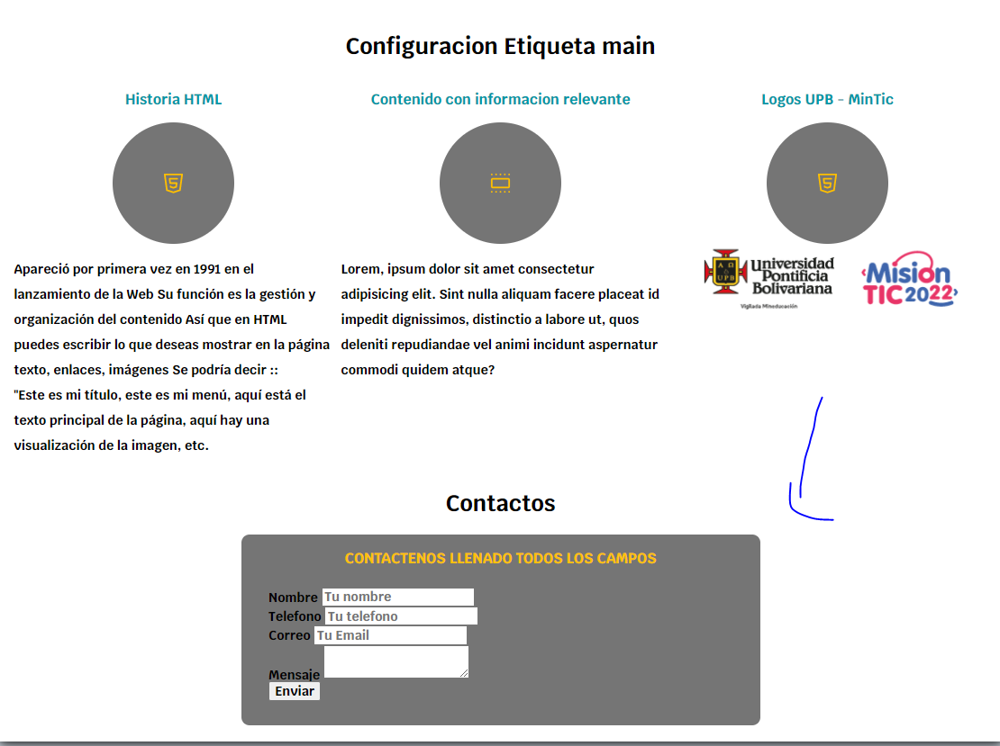 Configuracion Etiqueta main
Historia HTML
Apareció por primera vez en 1991 en el
lanzamiento de la Web Su función es la gestión y
organización del contenido Así que en HTML
puedes escribir lo que deseas mostrar en la página
texto, enlaces, imágenes Se podría decir ::
"Este es mi título, este es mi menú, aquí está el
texto principal de la página, aquí hay una
visualización de la imagen, etc.
Contenido con informacion relevante
Lorem, ipsum dolor sit amet consectetur
adipisicing elit. Sint nulla aliquam facere placeat id
impedit dignissimos, distinctio a labore ut, quos
deleniti repudiandae vel animi incidunt aspernatur
commodi quidem atque?
Logos UPB - MinTic
A Ω
UPB
Universidad
Pontificia
Bolivariana
Vigilada Mineducación
Misión
TIC 2022
Contactos
CONTACTENOS LLENADO TODOS LOS CAMPOS
Nombre Tu nombre
Telefono Tu telefono
Correo Tu Email
Mensaje
Enviar